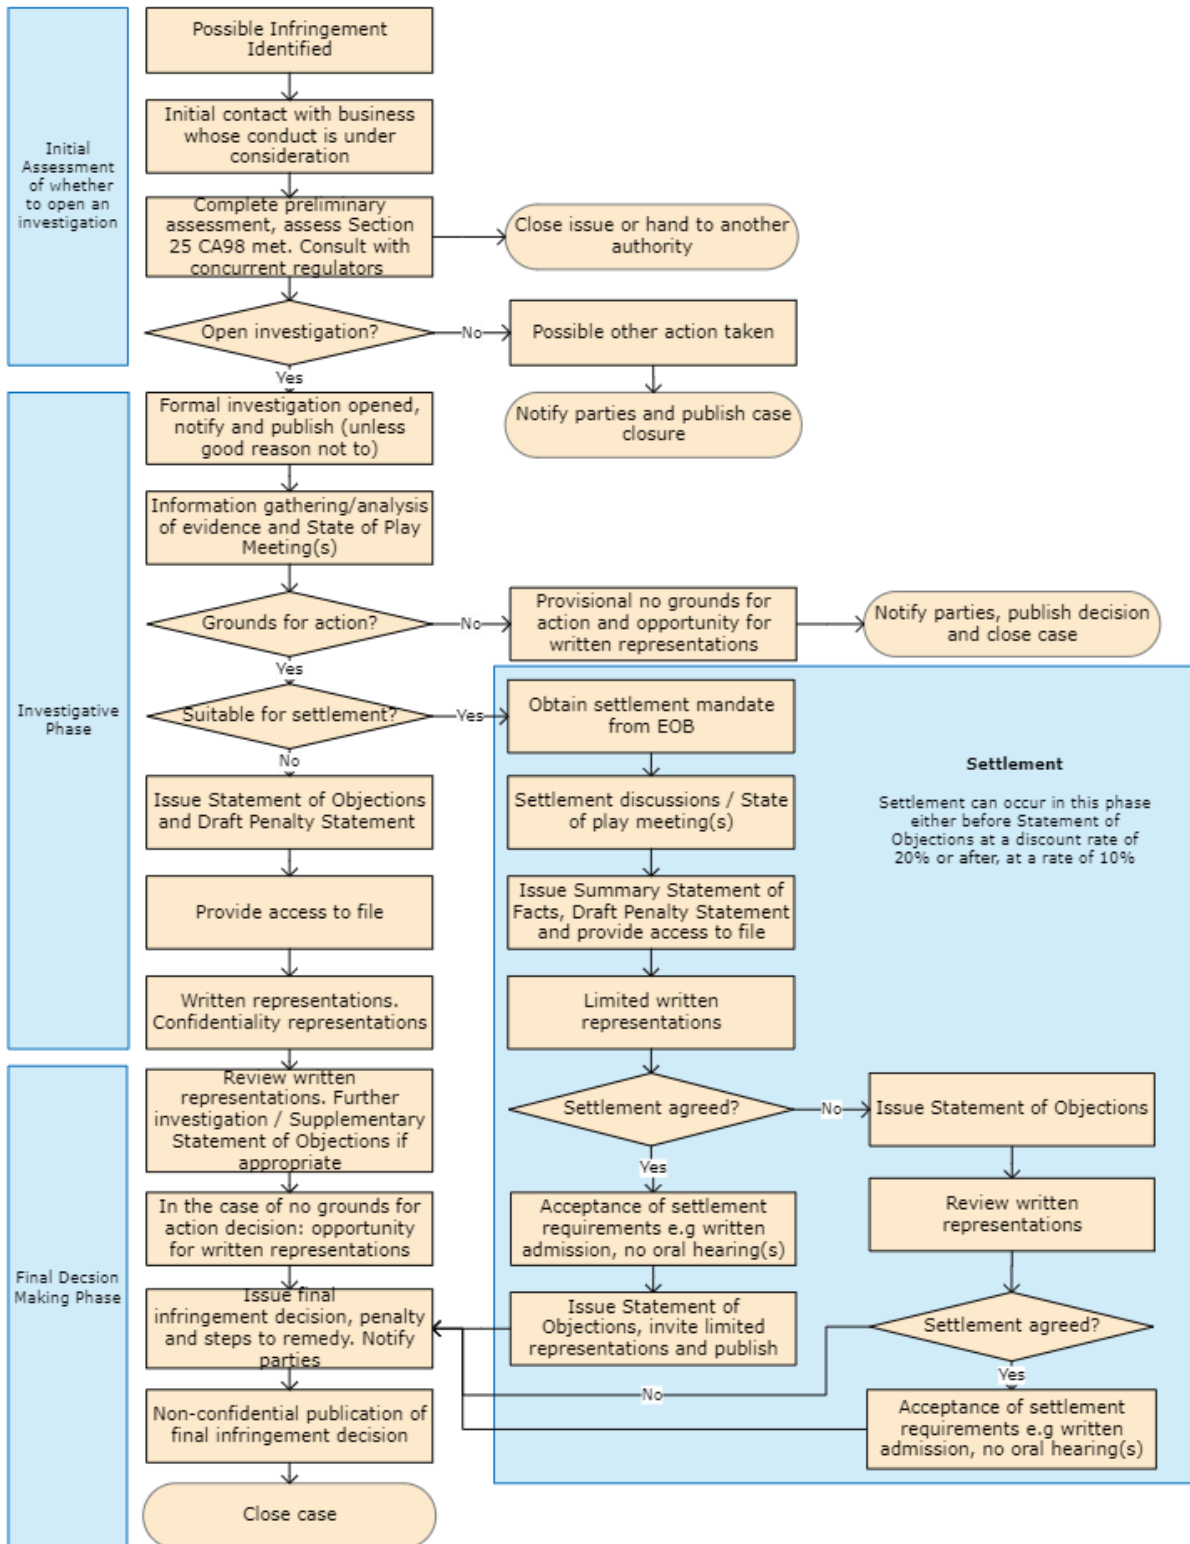 Possible Infringement
Identified
Initial contact with business
whose conduct is under
consideration
Initial
Assessment
of whether
to open an
investigation
Complete preliminary
assessment, assess Section
25 CA98 met. Consult with
concurrent regulators
Close issue or hand to another
authority
Open investigation?
No
Possible other action taken
Yes
Notify parties and publish case
closure
Formal investigation opened,
notify and publish (unless
good reason not to)
Information gathering/analysis
of evidence and State of Play
Meeting(s)
Grounds for action?
No
Provisional no grounds for
action and opportunity for
written representations
Notify parties, publish decision
and close case
Yes
Investigative
Phase
Suitable for settlement?
Yes
Obtain settlement mandate
from EOB
No
Settlement
Settlement can occur in this phase
either before Statement of
Objections at a discount rate of
20% or after, at a rate of 10%
Issue Statement of Objections
and Draft Penalty Statement
Settlement discussions / State
of play meeting(s)
Provide access to file
Issue Summary Statement of
Facts, Draft Penalty Statement
and provide access to file
Written representations.
Confidentiality representations
Limited written
representations
Review written
representations. Further
investigation / Supplementary
Statement of Objections if
appropriate
Settlement agreed?
No
Issue Statement of Objections
Yes
In the case of no grounds for
action decision: opportunity
for written representations
Acceptance of settlement
requirements e.g written
admission, no oral hearing(s)
Review written
representations
Final Decsion
Making Phase
Issue final
infringement decision, penalty
and steps to remedy. Notify
parties
Issue Statement of
Objections, invite limited
representations and publish
Settlement agreed?
Yes
No
Non-confidential publication of
final infringement decision
Acceptance of settlement
requirements e.g written
admission, no oral hearing(s)
Close case